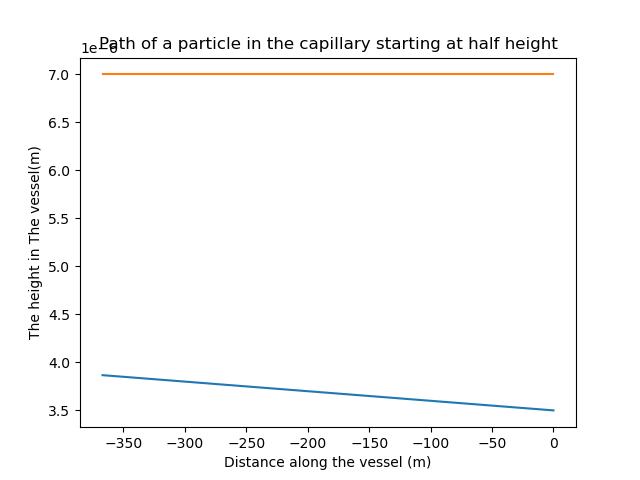 Path of a particle in the capillary starting at half height
1e−6
7.0
6.5
6.0
5.5
5.0
4.5
4.0
3.5
The height in The vessel(m)
−350 −300 −250 −200 −150 −100 −50 0
Distance along the vessel (m)